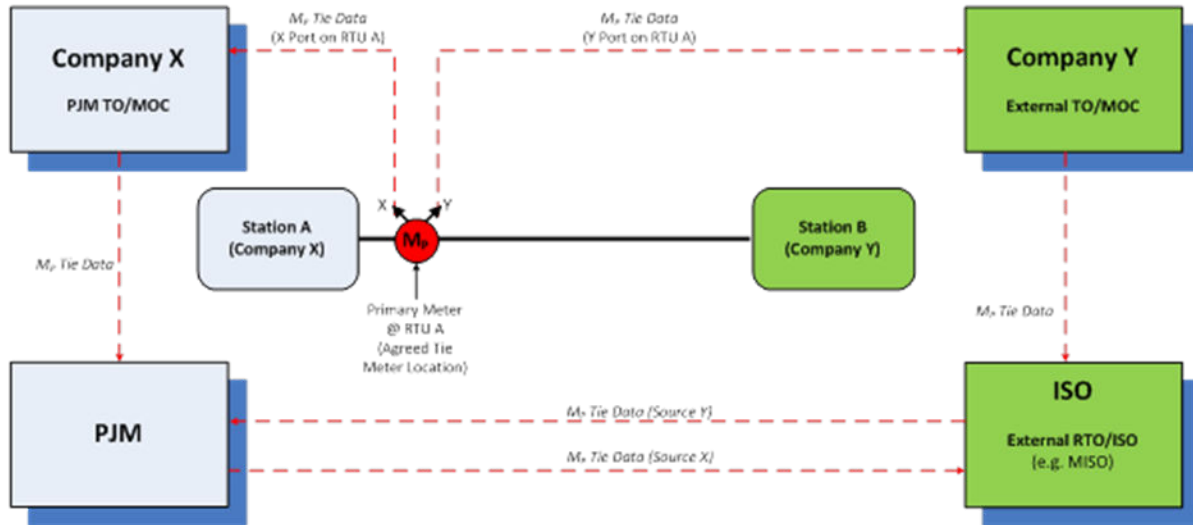 Mₚ Tie Data
(X Port on RTU A)
Mₚ Tie Data
(Y Port on RTU A)
Company X
PJM TO/MOC
Company Y
External TO/MOC
X
Y
Station A
(Company X)
Mₚ
Station B
(Company Y)
Mₚ Tie Data
Primary Meter
@ RTU A
(Agreed Tie
Meter Location)
Mₚ Tie Data
PJM
ISO
External RTO/ISO
(e.g. MISO)
Mₚ Tie Data (Source Y)
Mₚ Tie Data (Source X)